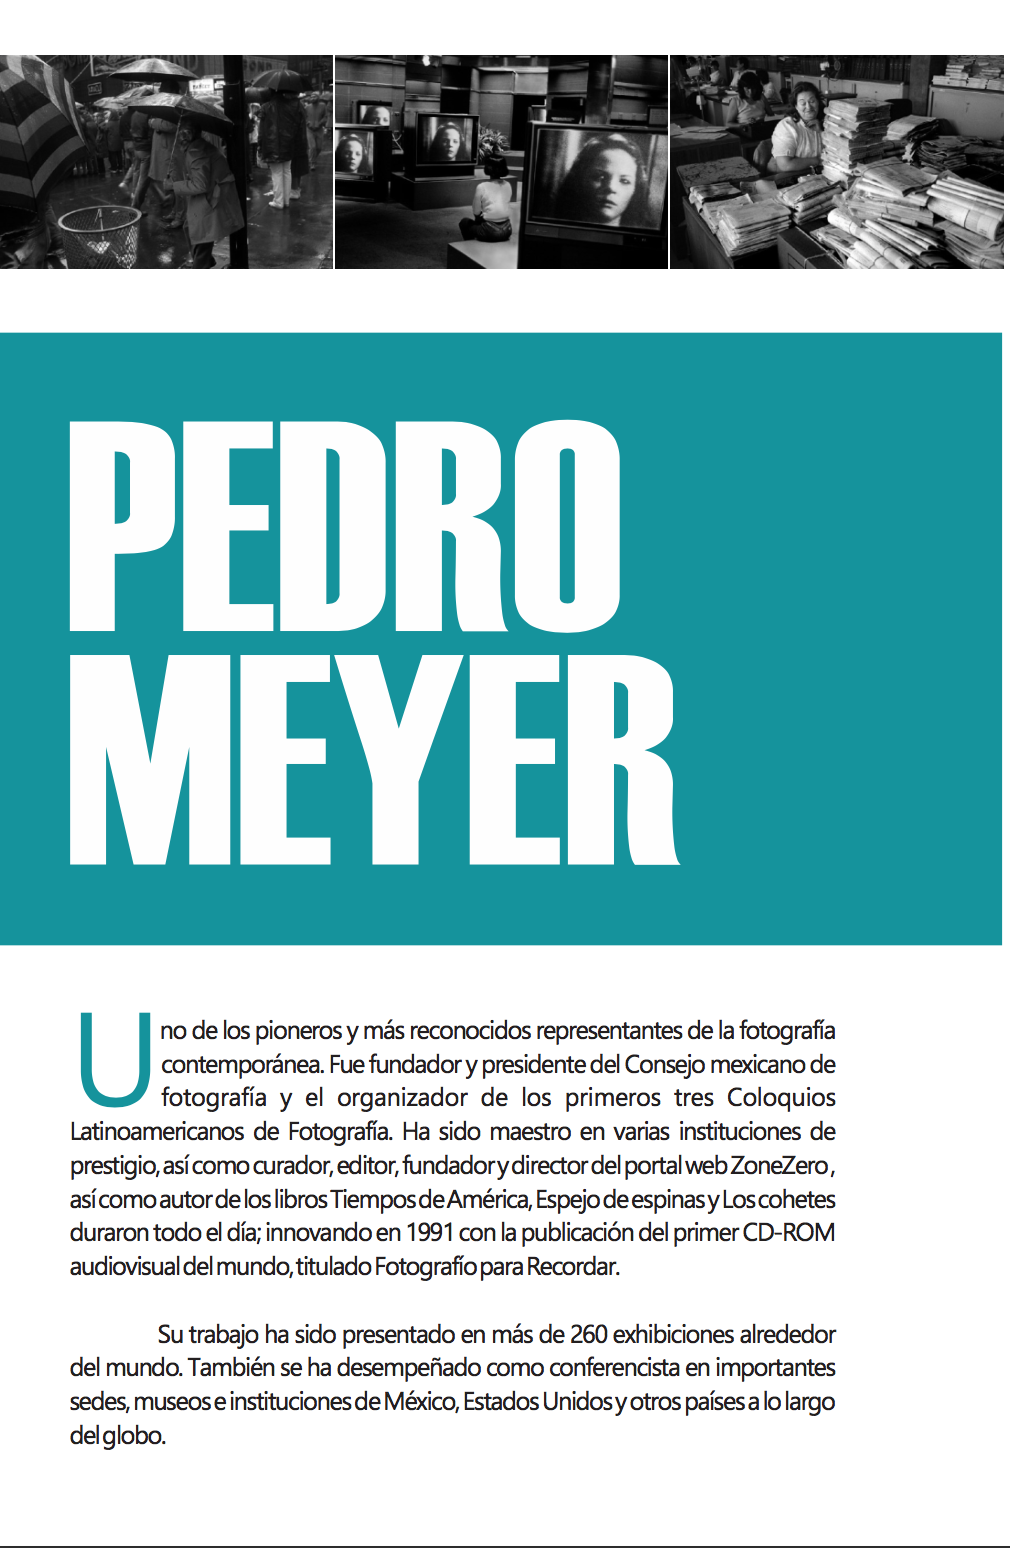 PEDRO
MEYER
Uno de los pioneros y más reconocidos representantes de la fotografía
contemporánea. Fue fundador y presidente del Consejo mexicano de
fotografía y el organizador de los primeros tres Coloquios
Latinoamericanos de Fotografía. Ha sido maestro en varias instituciones de
prestigio, así como curador, editor, fundador y director del portal web ZoneZero ,
así como autor de los libros Tiempos de América, Espejo de espinas y Los cohetes
duraron todo el día; innovando en 1991 con la publicación del primer CD-ROM
audiovisual del mundo, titulado Fotografío para Recordar.
Su trabajo ha sido presentado en más de 260 exhibiciones alrededor
del mundo. También se ha desempeñado como conferencista en importantes
sedes, museos e instituciones de México, Estados Unidos y otros países a lo largo
del globo.